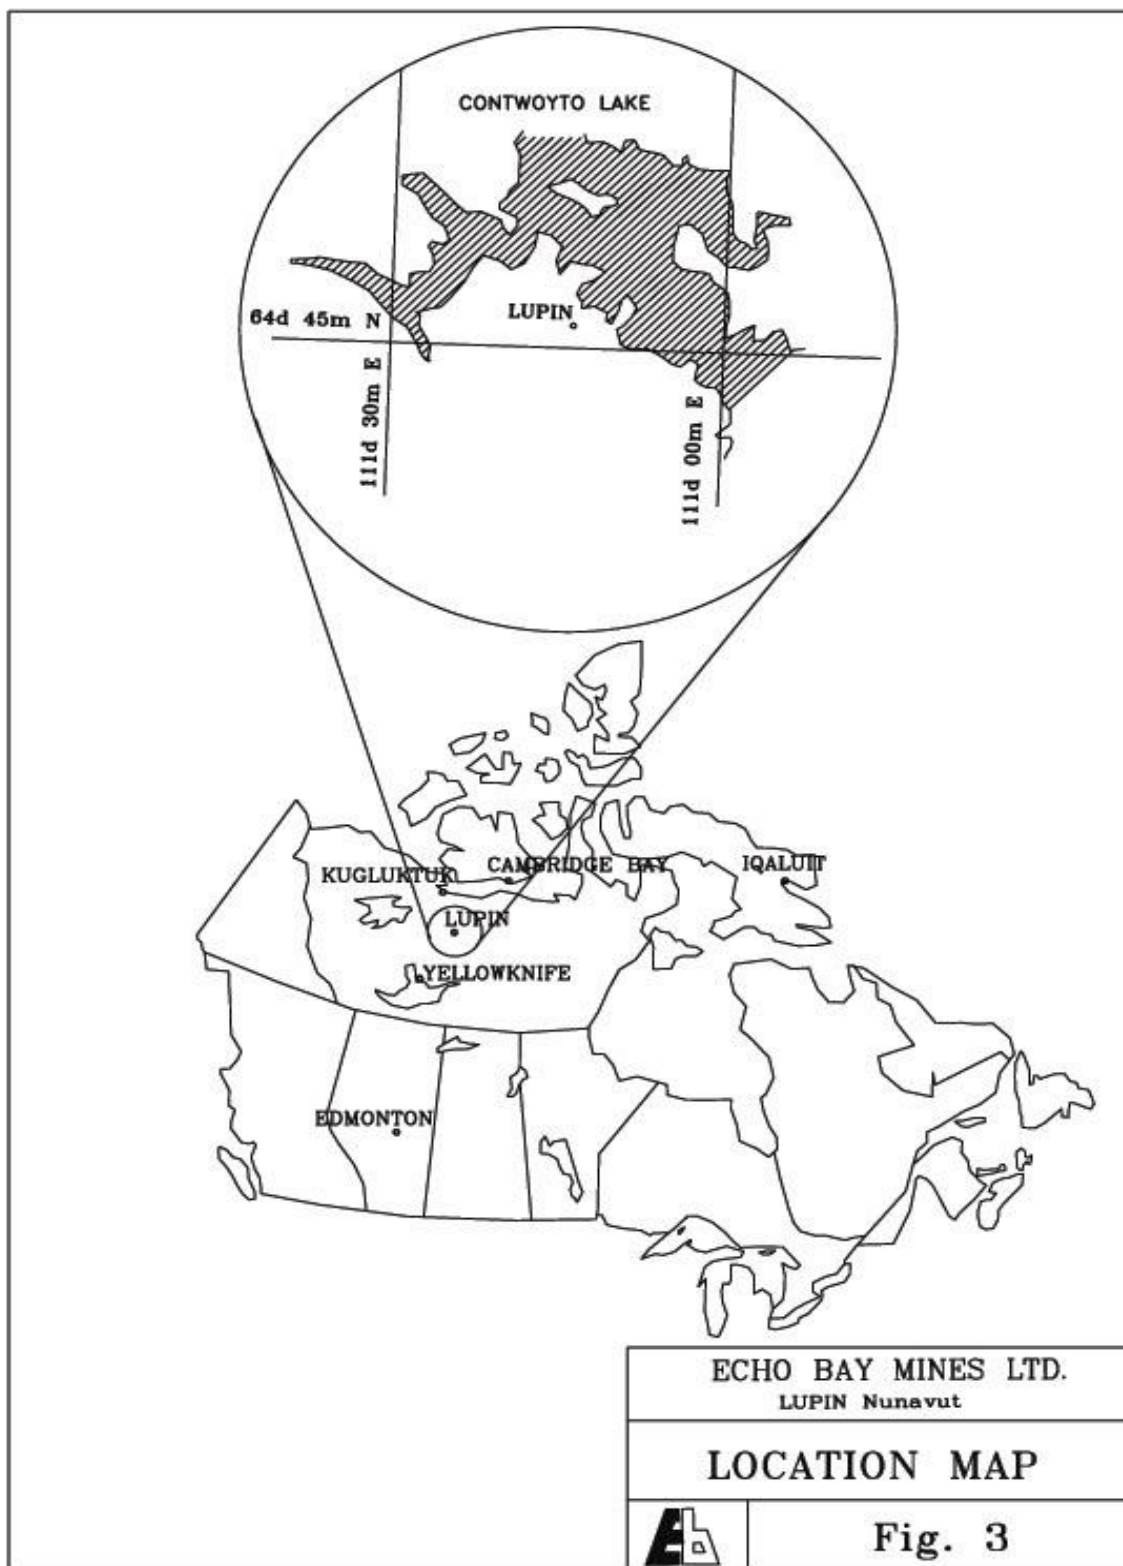 CONTWOYTO LAKE
LUPIN
64d 45m N
111d 30m E
111d 00m E
KUGLUKTUK
CAMBRIDGE BAY
IQALUIT
LUPIN
YELLOWKNIFE
EDMONTON
ECHO BAY MINES LTD.
LUPIN Nunavut
LOCATION MAP
Eb
Fig. 3